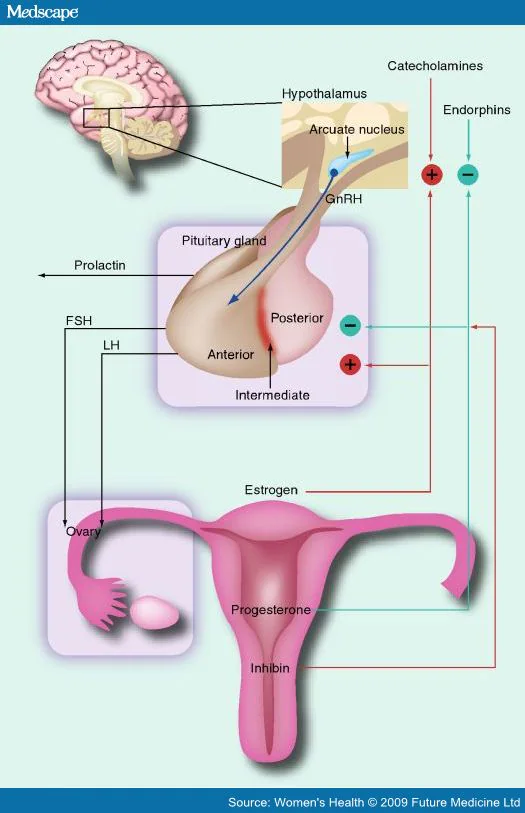 Medscape
Catecholamines
Hypothalamus
Endorphins
Arcuate nucleus
+
−
GnRH
Pituitary gland
Prolactin
FSH
Posterior
−
LH
Anterior
+
Intermediate
Estrogen
Ovary
Progesterone
Inhibin
Source: Women's Health © 2009 Future Medicine Ltd